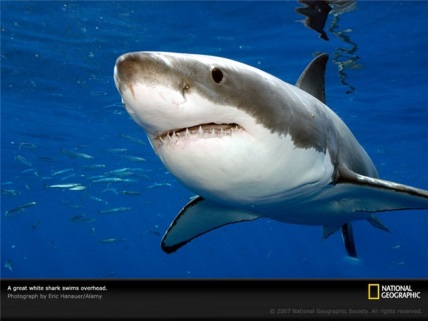 A great white shark swims overhead.
Photograph by Eric Hanauer/Alamy
NATIONAL
GEOGRAPHIC
© 2007 National Geographic Society. All rights reserved.